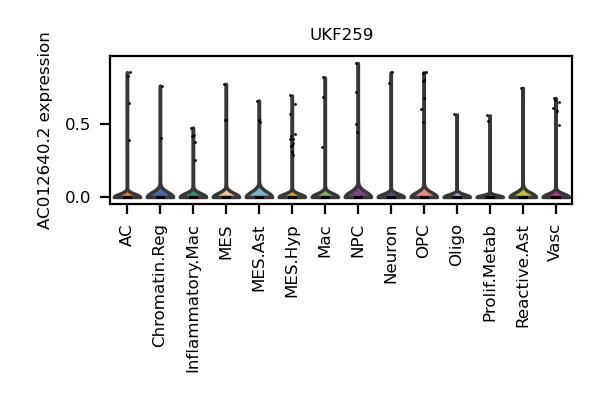 UKF259
AC012640.2 expression
0.5
0.0
AC
Chromatin.Reg
Inflammatory.Mac
MES
MES.Ast
MES.Hyp
Mac
NPC
Neuron
OPC
Oligo
Prolif.Metab
Reactive.Ast
Vasc